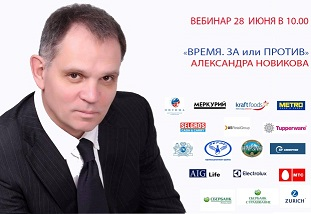 ВЕБИНАР 28 ИЮНЯ В 10.00
«ВРЕМЯ. ЗА или ПРОТИВ»
АЛЕКСАНДРА НОВИКОВА
МЕРКУРИЙ
kraft foods
METRO
SELGROS
Tupperware
AIG Life
Electrolux
МТС
СБЕРБАНК
СБЕРБАНК
ZURICH